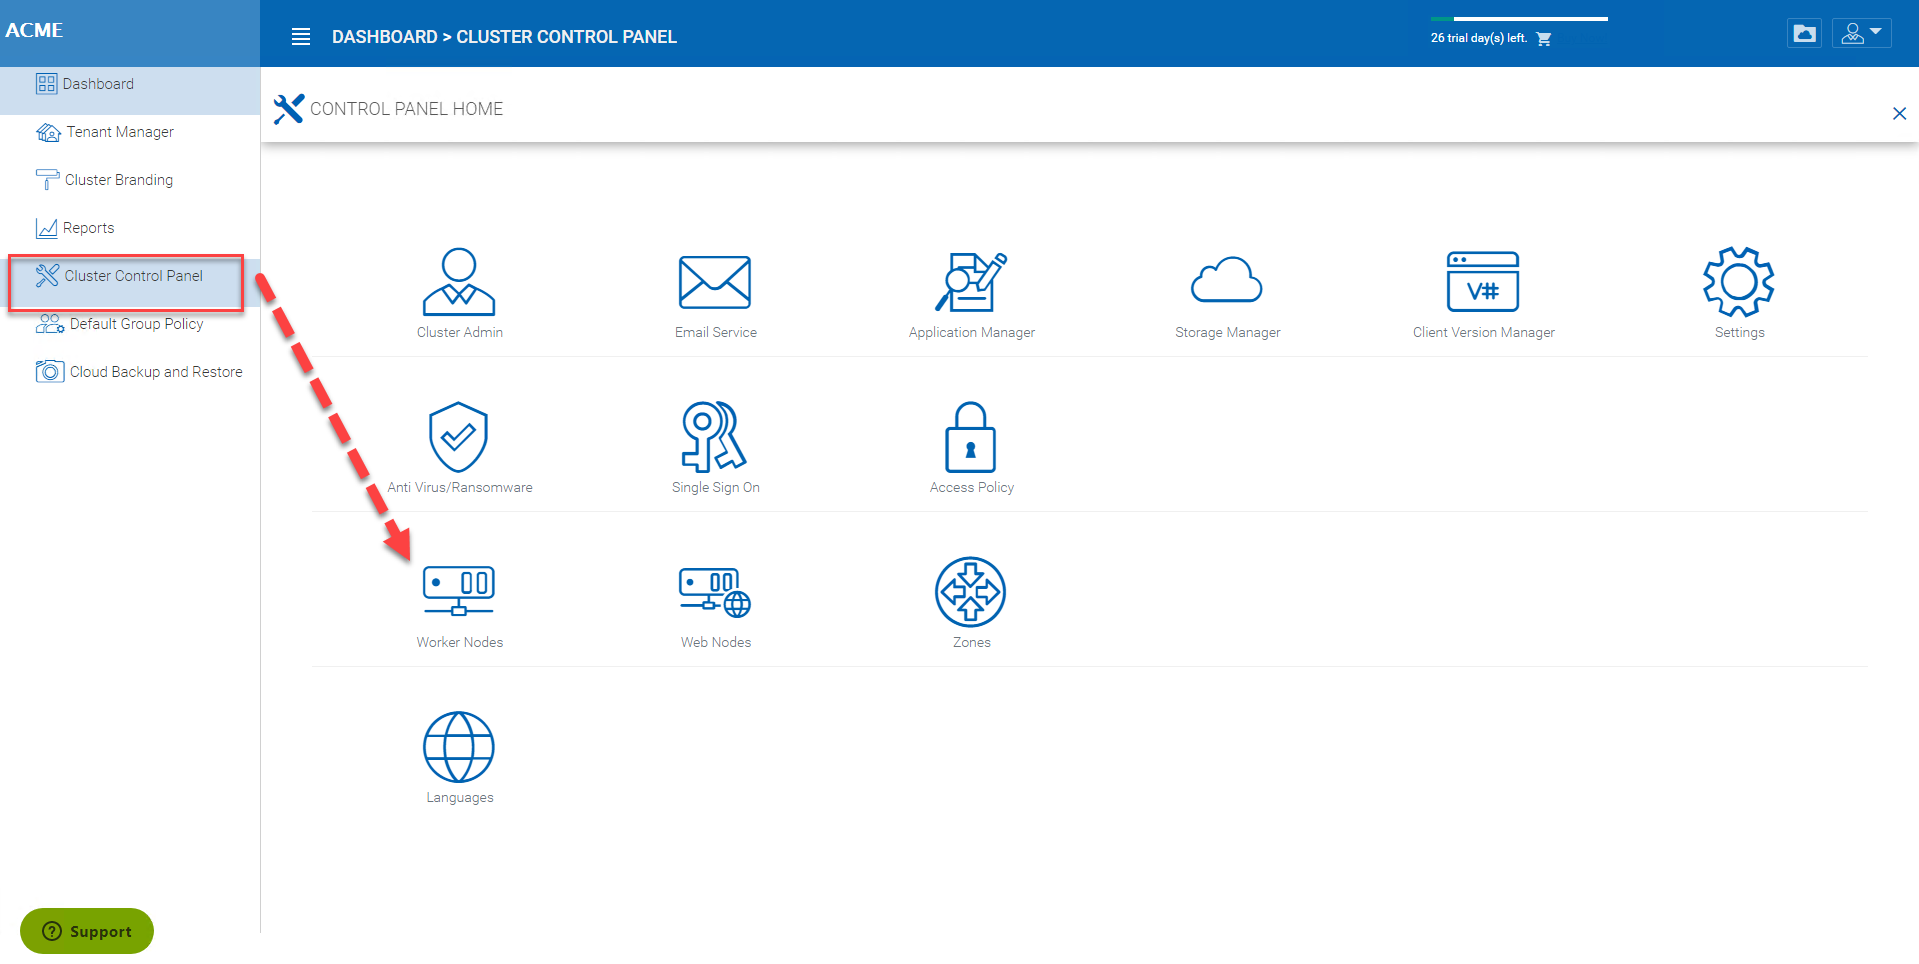 ACME
DASHBOARD > CLUSTER CONTROL PANEL
26 trial day(s) left.
Dashboard
Tenant Manager
Cluster Branding
Reports
Cluster Control Panel
Default Group Policy
Cloud Backup and Restore
CONTROL PANEL HOME
Cluster Admin
Email Service
Application Manager
Storage Manager
V#
Client Version Manager
Settings
Anti Virus/Ransomware
Single Sign On
Access Policy
Worker Nodes
Web Nodes
Zones
Languages
? Support